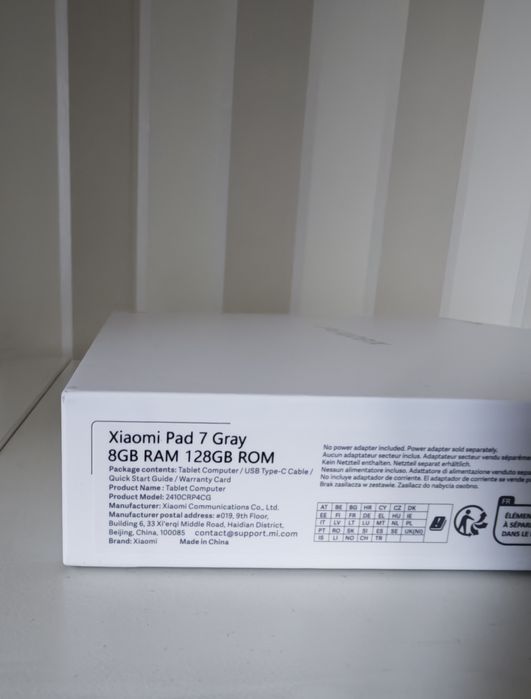 Xiaomi Pad 7 Gray
8GB RAM 128GB ROM
Package contents: Tablet Computer / USB Type-C Cable /
Quick Start Guide / Warranty Card
Product Name: Tablet Computer
Product Model: 2410CRP4CG
Manufacturer: Xiaomi Communications Co., Ltd.
Manufacturer postal address: #019, 9th Floor,
Building 6, 33 Xi'erqi Middle Road, Haidian District,
Beijing, China, 100085 contact@support.mi.com
Brand: Xiaomi Made in China
No power adapter included. Power adapter sold separately.
Aucun adaptateur secteur inclus. Adaptateur secteur vendu séparément
Kein Netzteil enthalten. Netzteil separat erhältlich.
Nessun alimentatore incluso. Adattatore di alimentazione venduto
No incluye adaptador de corriente. El adaptador de corriente se vende
Brak zasilacza w zestawie. Zasilacz do nabycia osobno.
AT BE BG HR CY CZ DK
EE FI FR DE EL HU IE
IT LV LT LU MT NL PL
PT RO SK SI ES SE UK(NI)
IS LI NO CH TR
FR
ÉLÉMEN
À SÉPAR
DANS LE